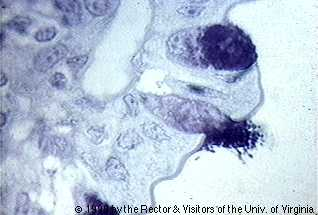 by the Rector & Visitors of the Univ. of Virginia